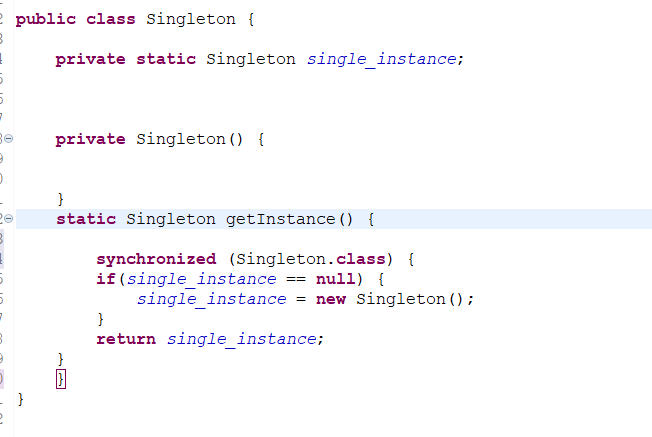 public class Singleton {
private static Singleton single_instance;
private Singleton() {
}
static Singleton getInstance() {
synchronized (Singleton.class) {
if(single_instance == null) {
single_instance = new Singleton();
}
return single_instance;
}
}
}